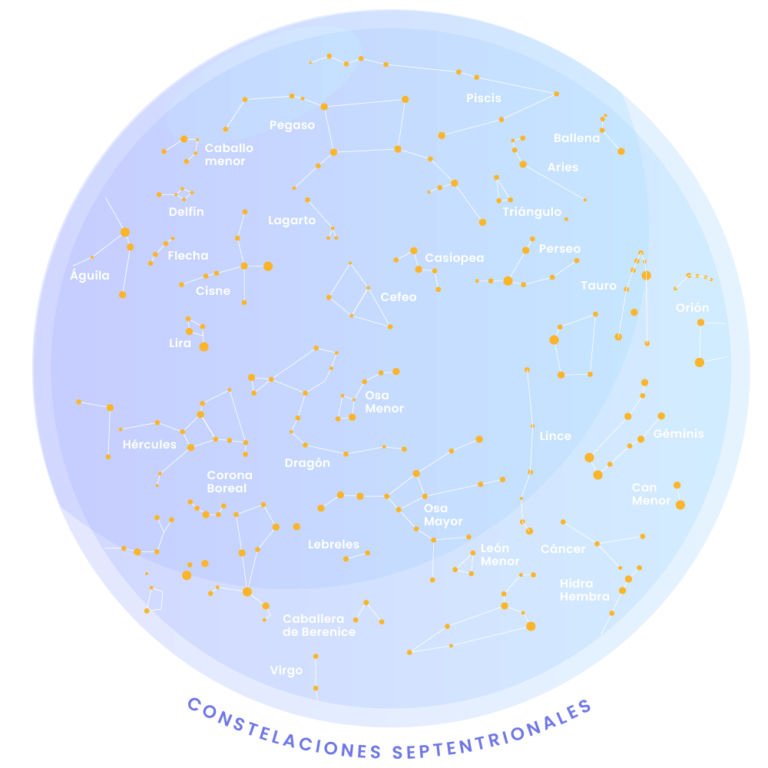 Piscis
Pegaso
Ballena
Caballo
menor
Aries
Delfín
Triángulo
Lagarto
Perseo
Flecha
Casiopea
Águila
Tauro
Cisne
Cefeo
Orión
Lira
Osa
Menor
Géminis
Lince
Hércules
Dragón
Corona
Boreal
Can
Menor
Osa
Mayor
Lebreles
León
Menor
Cáncer
Hidra
Hembra
Caballera
de Berenice
Virgo
CONSTELACIONES SEPTENTRIONALES